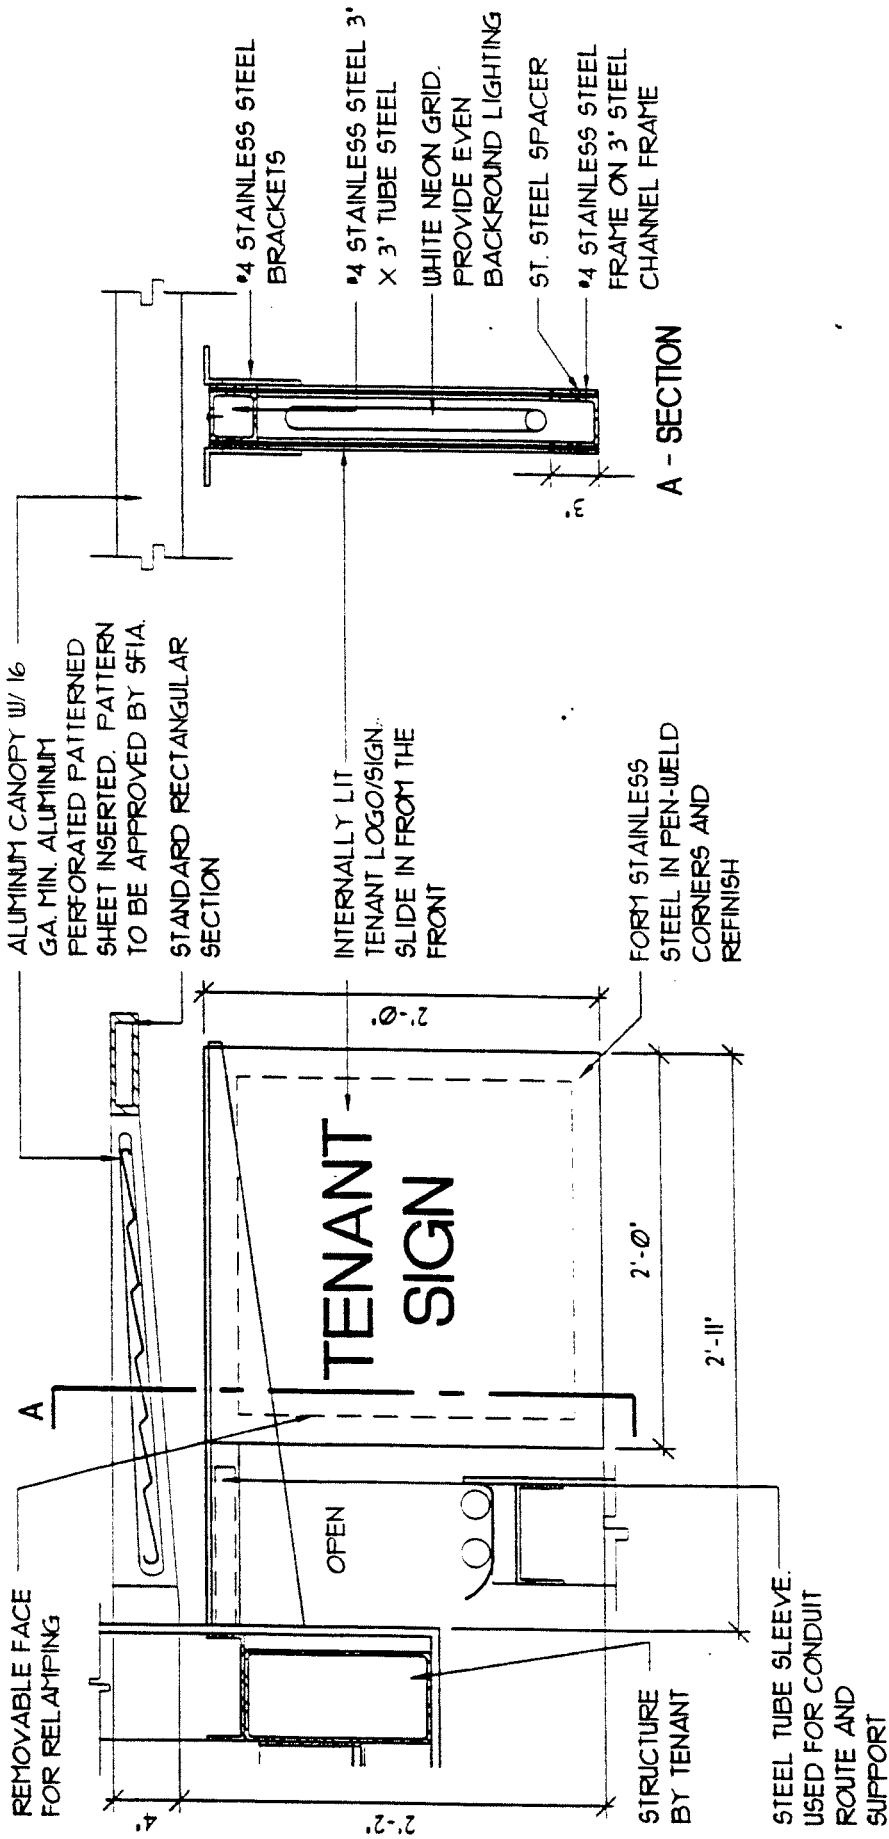 REMOVABLE FACE
FOR RELAMPING
ALUMINUM CANOPY W/ 16
GA. MIN. ALUMINUM
PERFORATED PATTERNED
SHEET INSERTED. PATTERN
TO BE APPROVED BY SFIA.
STANDARD RECTANGULAR
SECTION
#4 STAINLESS STEEL
BRACKETS
#4 STAINLESS STEEL 3"
X 3" TUBE STEEL
WHITE NEON GRID.
PROVIDE EVEN
BACKROUND LIGHTING
ST. STEEL SPACER
#4 STAINLESS STEEL
FRAME ON 3" STEEL
CHANNEL FRAME
INTERNALLY LIT
TENANT LOGO/SIGN.
SLIDE IN FROM THE
FRONT
FORM STAINLESS
STEEL IN PEN-WELD
CORNERS AND
REFINISH
A
TENANT
SIGN
OPEN
4"
2'-2"
2'-0"
2'-0"
2'-11"
3"
A - SECTION
STRUCTURE
BY TENANT
STEEL TUBE SLEEVE.
USED FOR CONDUIT
ROUTE AND
SUPPORT